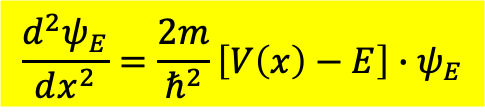 d²ψ_E/dx² = 2m/ħ² [V(x) − E] · ψ_E